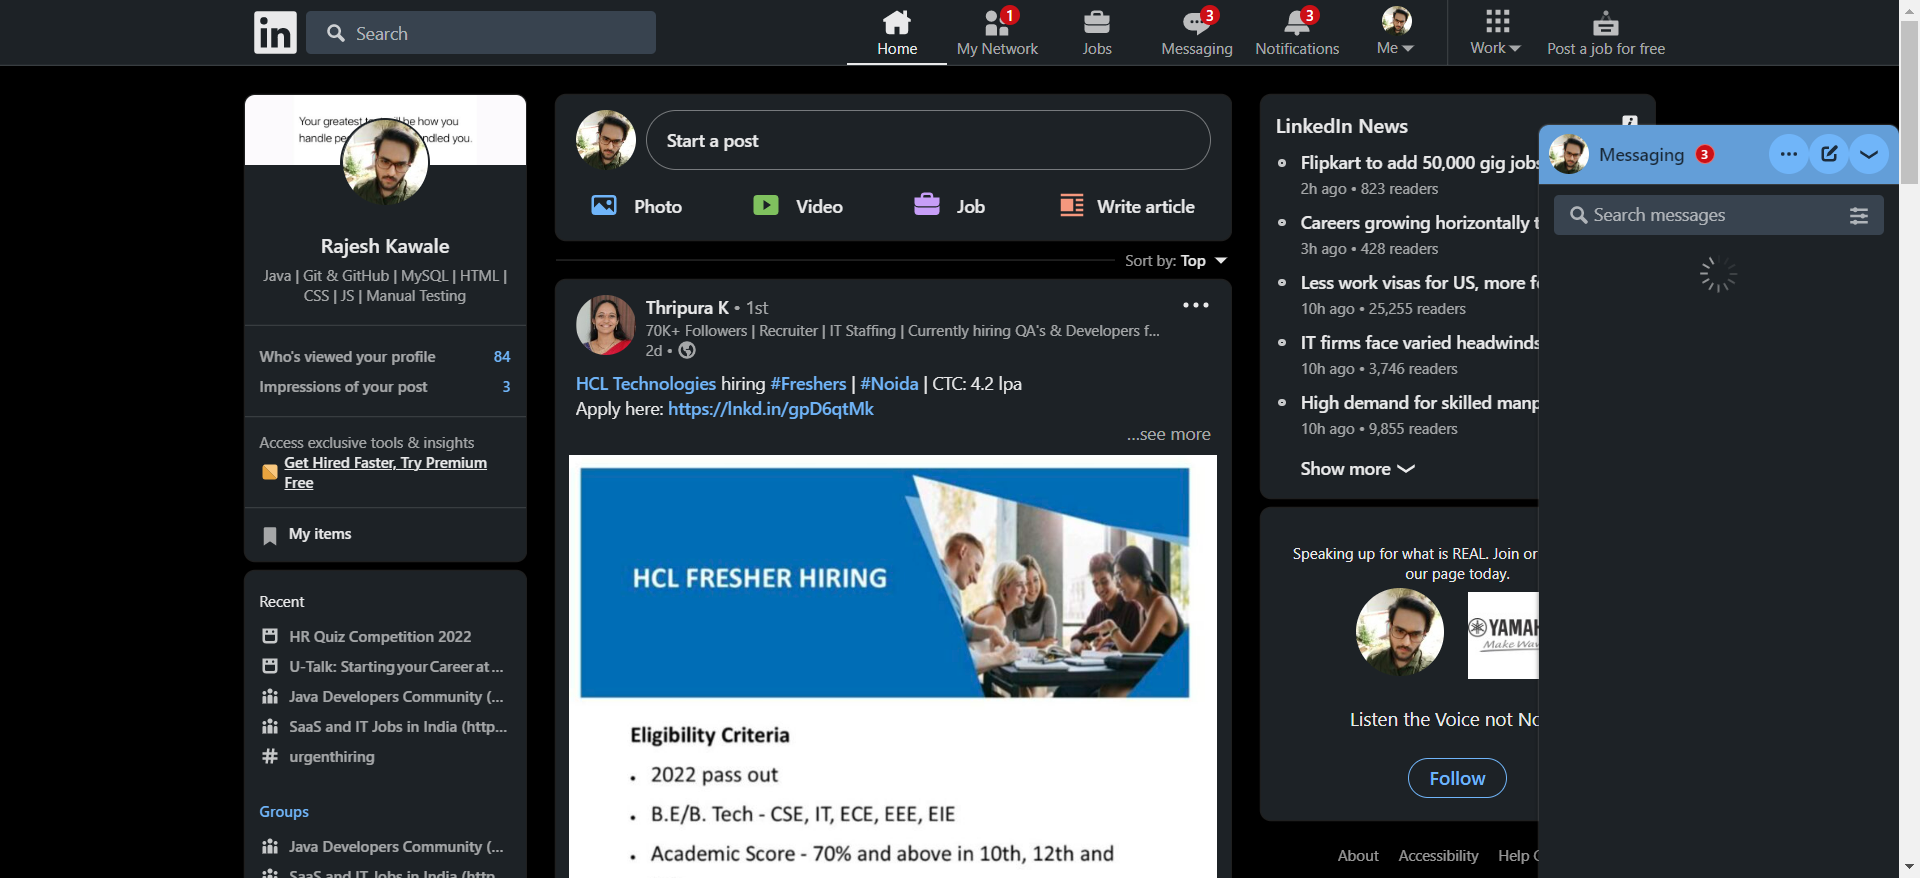 in
Search
Home
1
My Network
Jobs
3
Messaging
3
Notifications
Me
Work
Post a job for free
Your greatest
will be how you
handle
handled you.
Rajesh Kawale
Java | Git & GitHub | MySQL | HTML |
CSS | JS | Manual Testing
Who's viewed your profile 84
Impressions of your post 3
Access exclusive tools & insights
Get Hired Faster, Try Premium
Free
My items
Recent
HR Quiz Competition 2022
U-Talk: Starting your Career at ...
Java Developers Community (...
SaaS and IT Jobs in India (http...
# urgenthiring
Groups
Java Developers Community (...
SaaS and IT Jobs in India (http...
Start a post
Photo
Video
Job
Write article
Sort by: Top
Thripura K • 1st
70K+ Followers | Recruiter | IT Staffing | Currently hiring QA's & Developers f...
2d •
HCL Technologies hiring #Freshers | #Noida | CTC: 4.2 lpa
Apply here: https://lnkd.in/gpD6qtMk
...see more
HCL FRESHER HIRING
Eligibility Criteria
• 2022 pass out
• B.E/B. Tech - CSE, IT, ECE, EEE, EIE
• Academic Score - 70% and above in 10th, 12th and
LinkedIn News
Flipkart to add 50,000 gig jobs
2h ago • 823 readers
Careers growing horizontally
3h ago • 428 readers
Less work visas for US, more
10h ago • 25,255 readers
IT firms face varied headwinds
10h ago • 3,746 readers
High demand for skilled
10h ago • 9,855 readers
Show more
Speaking up for what is REAL. Join
our page today.
YAMAH
Make Wav
Listen the Voice not
Follow
About
Accessibility
Help
Messaging 3
Search messages